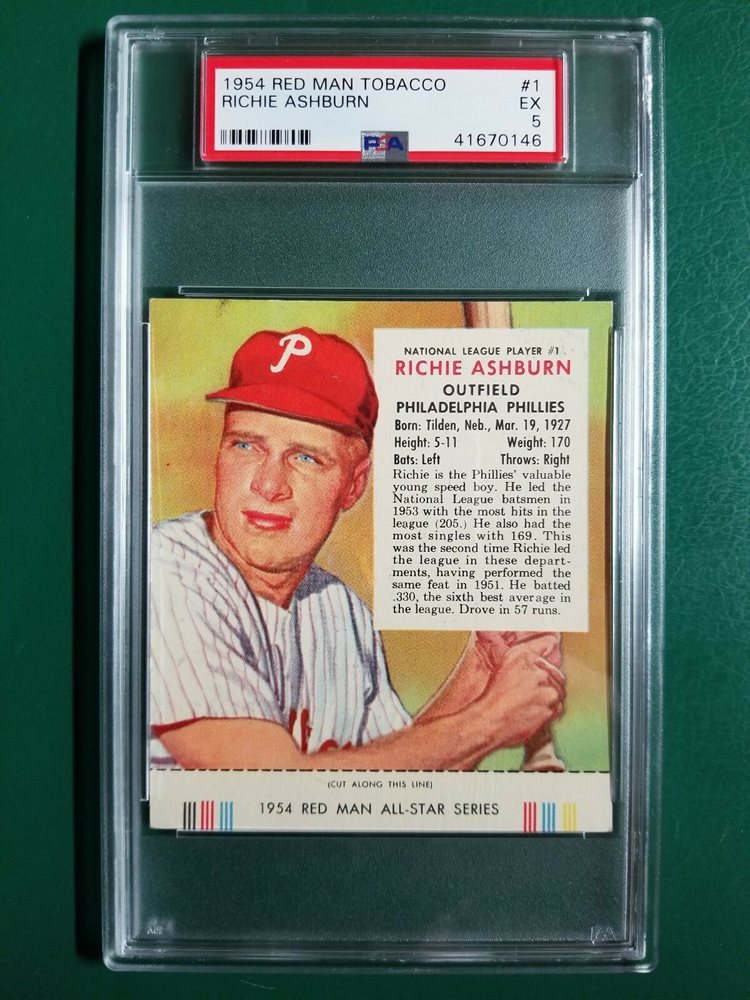 1954 RED MAN TOBACCO #1
RICHIE ASHBURN EX
5
PSA 41670146
P
NATIONAL LEAGUE PLAYER #1
RICHIE ASHBURN
OUTFIELD
PHILADELPHIA PHILLIES
Born: Tilden, Neb., Mar. 19, 1927
Height: 5-11 Weight: 170
Bats: Left Throws: Right
Richie is the Phillies' valuable
young speed boy. He led the
National League batsmen in
1953 with the most hits in the
league (205.) He also had the
most singles with 169. This
was the second time Richie led
the league in these depart-
ments, having performed the
same feat in 1951. He batted
.330, the sixth best average in
the league. Drove in 57 runs.
(CUT ALONG THIS LINE)
1954 RED MAN ALL-STAR SERIES